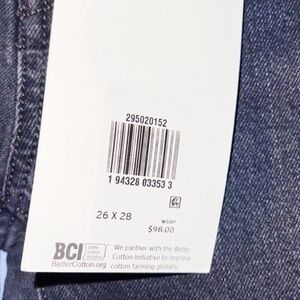 295020152
1 94328 03353 3
26 X 28
MSRP
$98.00
BCI
We partner with the Better
Cotton Initiative to improve
BetterCotton.org cotton farming globally.